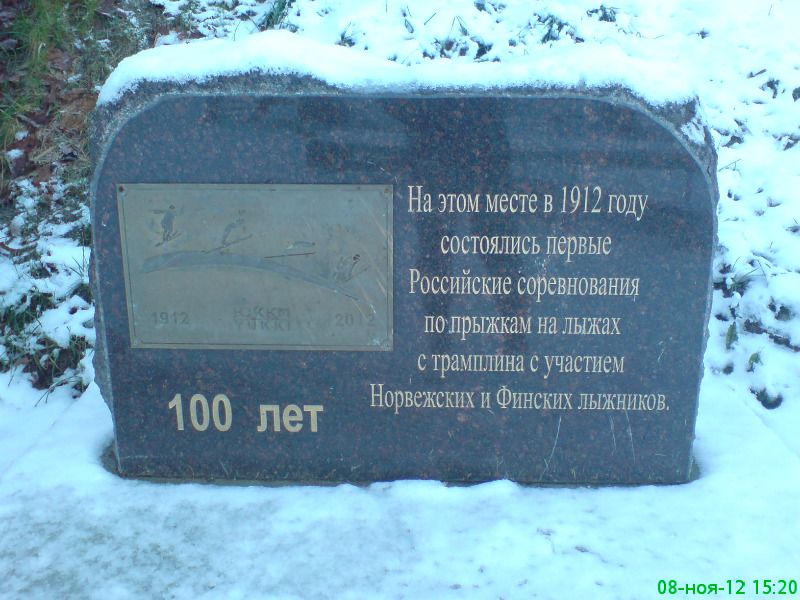 На этом месте в 1912 году
состоялись первые
Российские соревнования
по прыжкам на лыжах
с трамплина с участием
Норвежских и Финских лыжников.
1912 ЮККИ 2012
100 лет
08-ноя-12 15:20